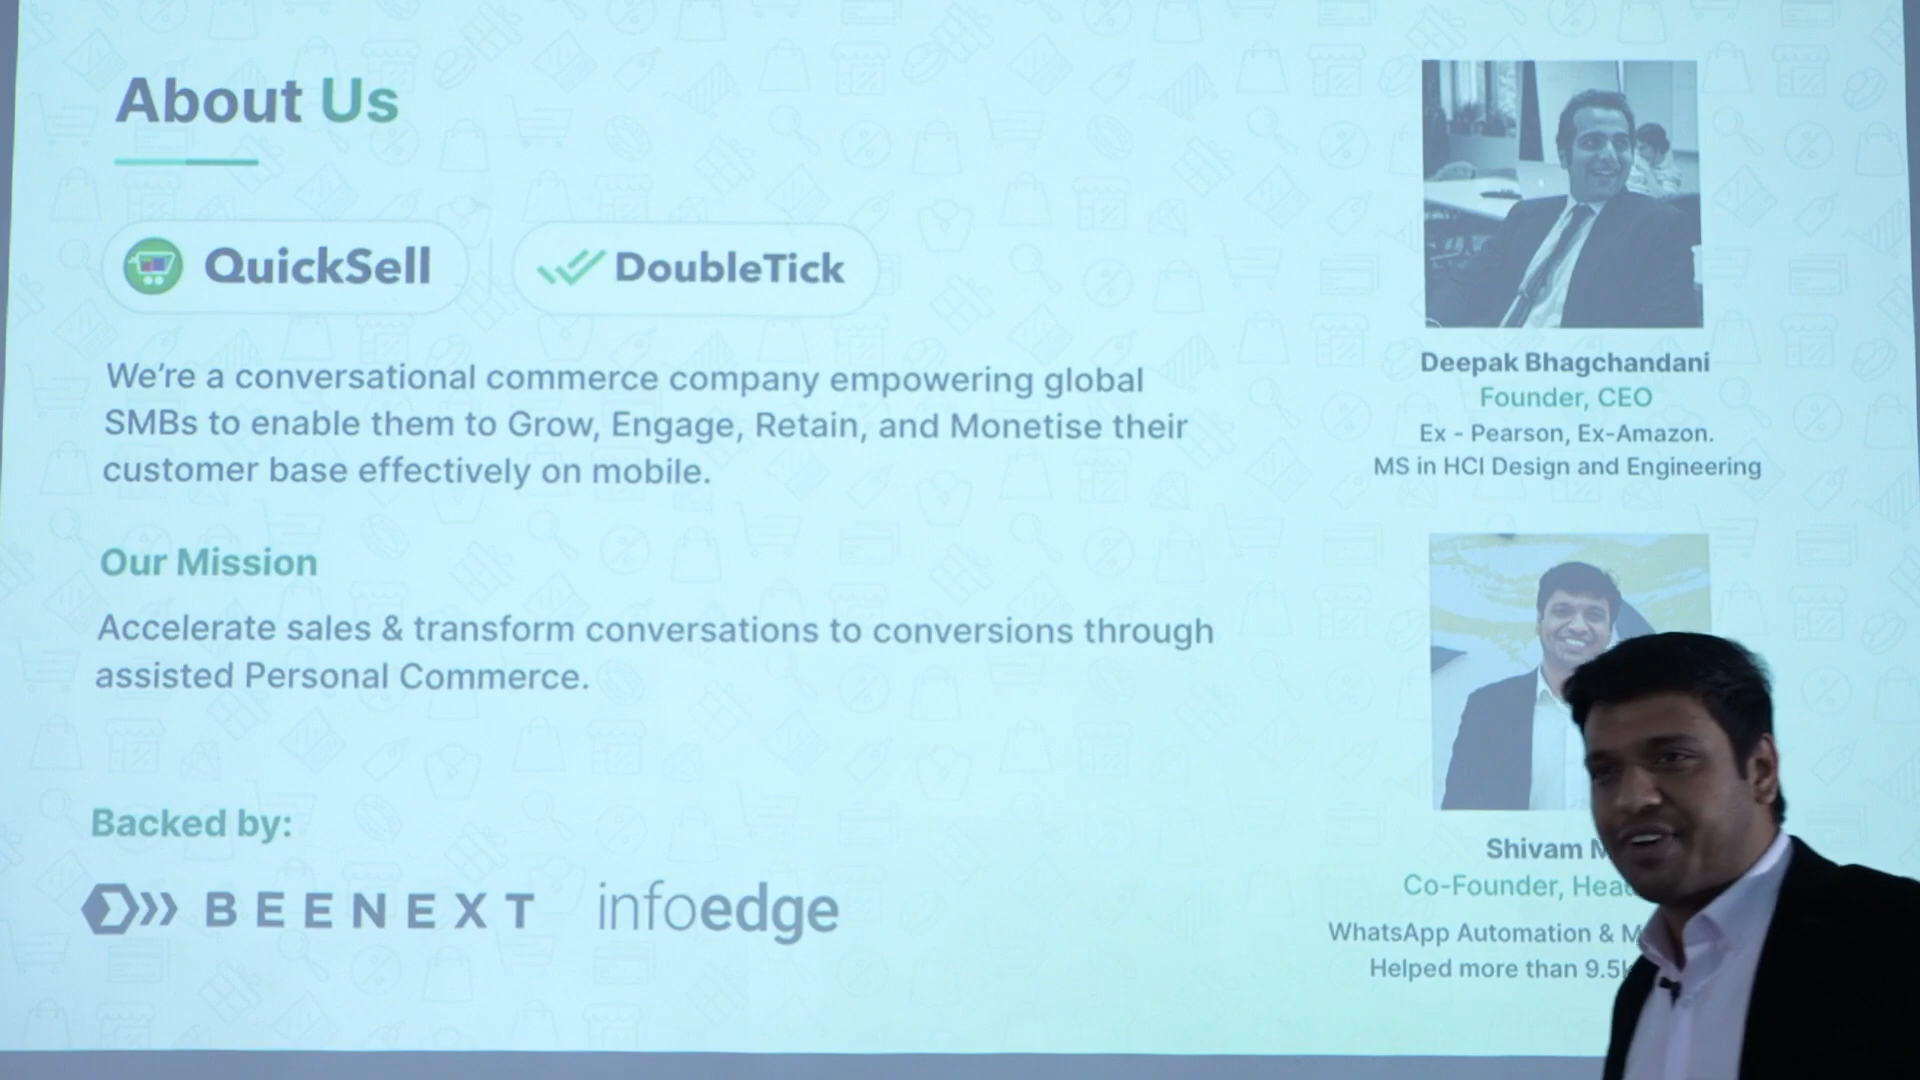 About Us
QuickSell
DoubleTick
We're a conversational commerce company empowering global
SMBs to enable them to Grow, Engage, Retain, and Monetise their
customer base effectively on mobile.
Our Mission
Accelerate sales & transform conversations to conversions through
assisted Personal Commerce.
Backed by:
BEENEXT
infoedge
Deepak Bhagchandani
Founder, CEO
Ex - Pearson, Ex-Amazon.
MS in HCI Design and Engineering
Shivam
Co-Founder,
WhatsApp Automation &
Helped more than